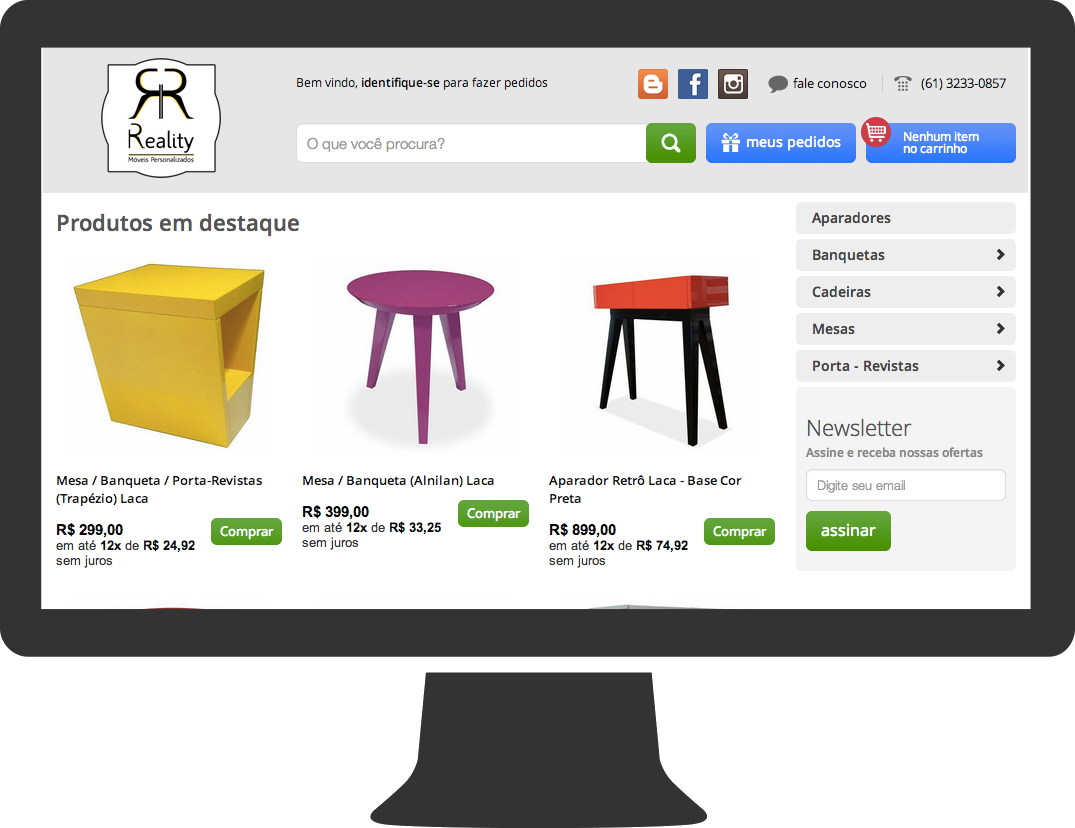 Reality
Móveis Personalizados
Bem vindo, identifique-se para fazer pedidos
fale conosco
(61) 3233-0857
O que você procura?
meus pedidos
Nenhum item
no carrinho
Produtos em destaque
Mesa / Banqueta / Porta-Revistas
(Trapézio) Laca
R$ 299,00
em até 12x de R$ 24,92
sem juros
Comprar
Mesa / Banqueta (Alnilan) Laca
R$ 399,00
em até 12x de R$ 33,25
sem juros
Comprar
Aparador Retrô Laca - Base Cor
Preta
R$ 899,00
em até 12x de R$ 74,92
sem juros
Comprar
Aparadores
Banquetas
Cadeiras
Mesas
Porta - Revistas
Newsletter
Assine e receba nossas ofertas
Digite seu email
assinar